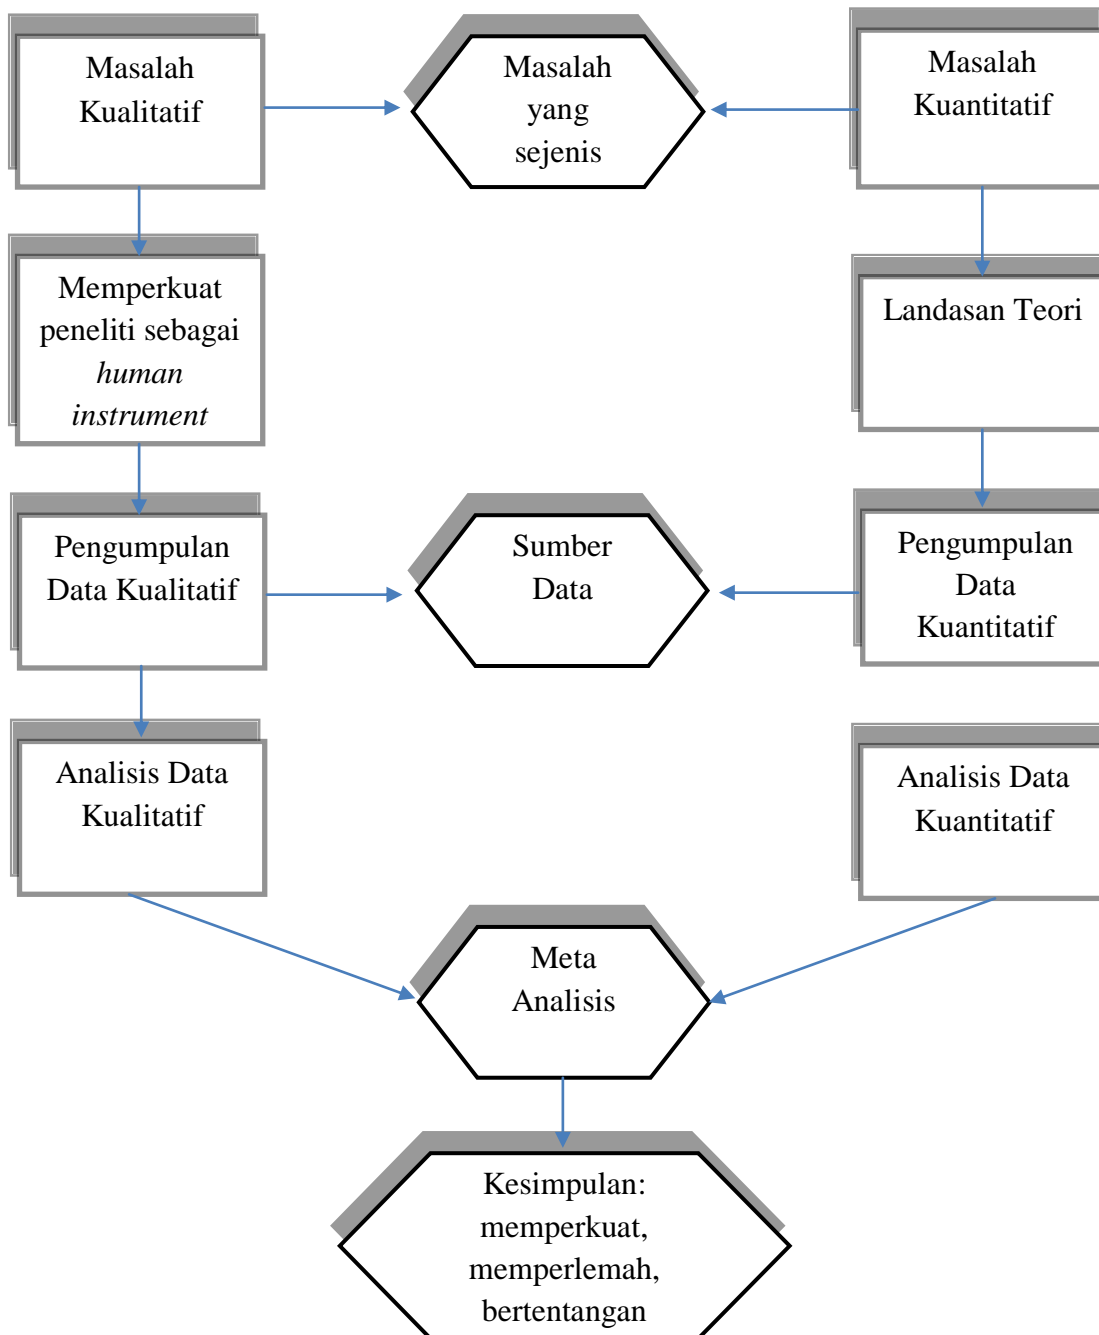 Masalah
Kualitatif
Masalah
yang
sejenis
Masalah
Kuantitatif
Memperkuat
peneliti sebagai
human
instrument
Landasan Teori
Pengumpulan
Data Kualitatif
Sumber
Data
Pengumpulan
Data
Kuantitatif
Analisis Data
Kualitatif
Analisis Data
Kuantitatif
Meta
Analisis
Kesimpulan:
memperkuat,
memperlemah,
bertentangan